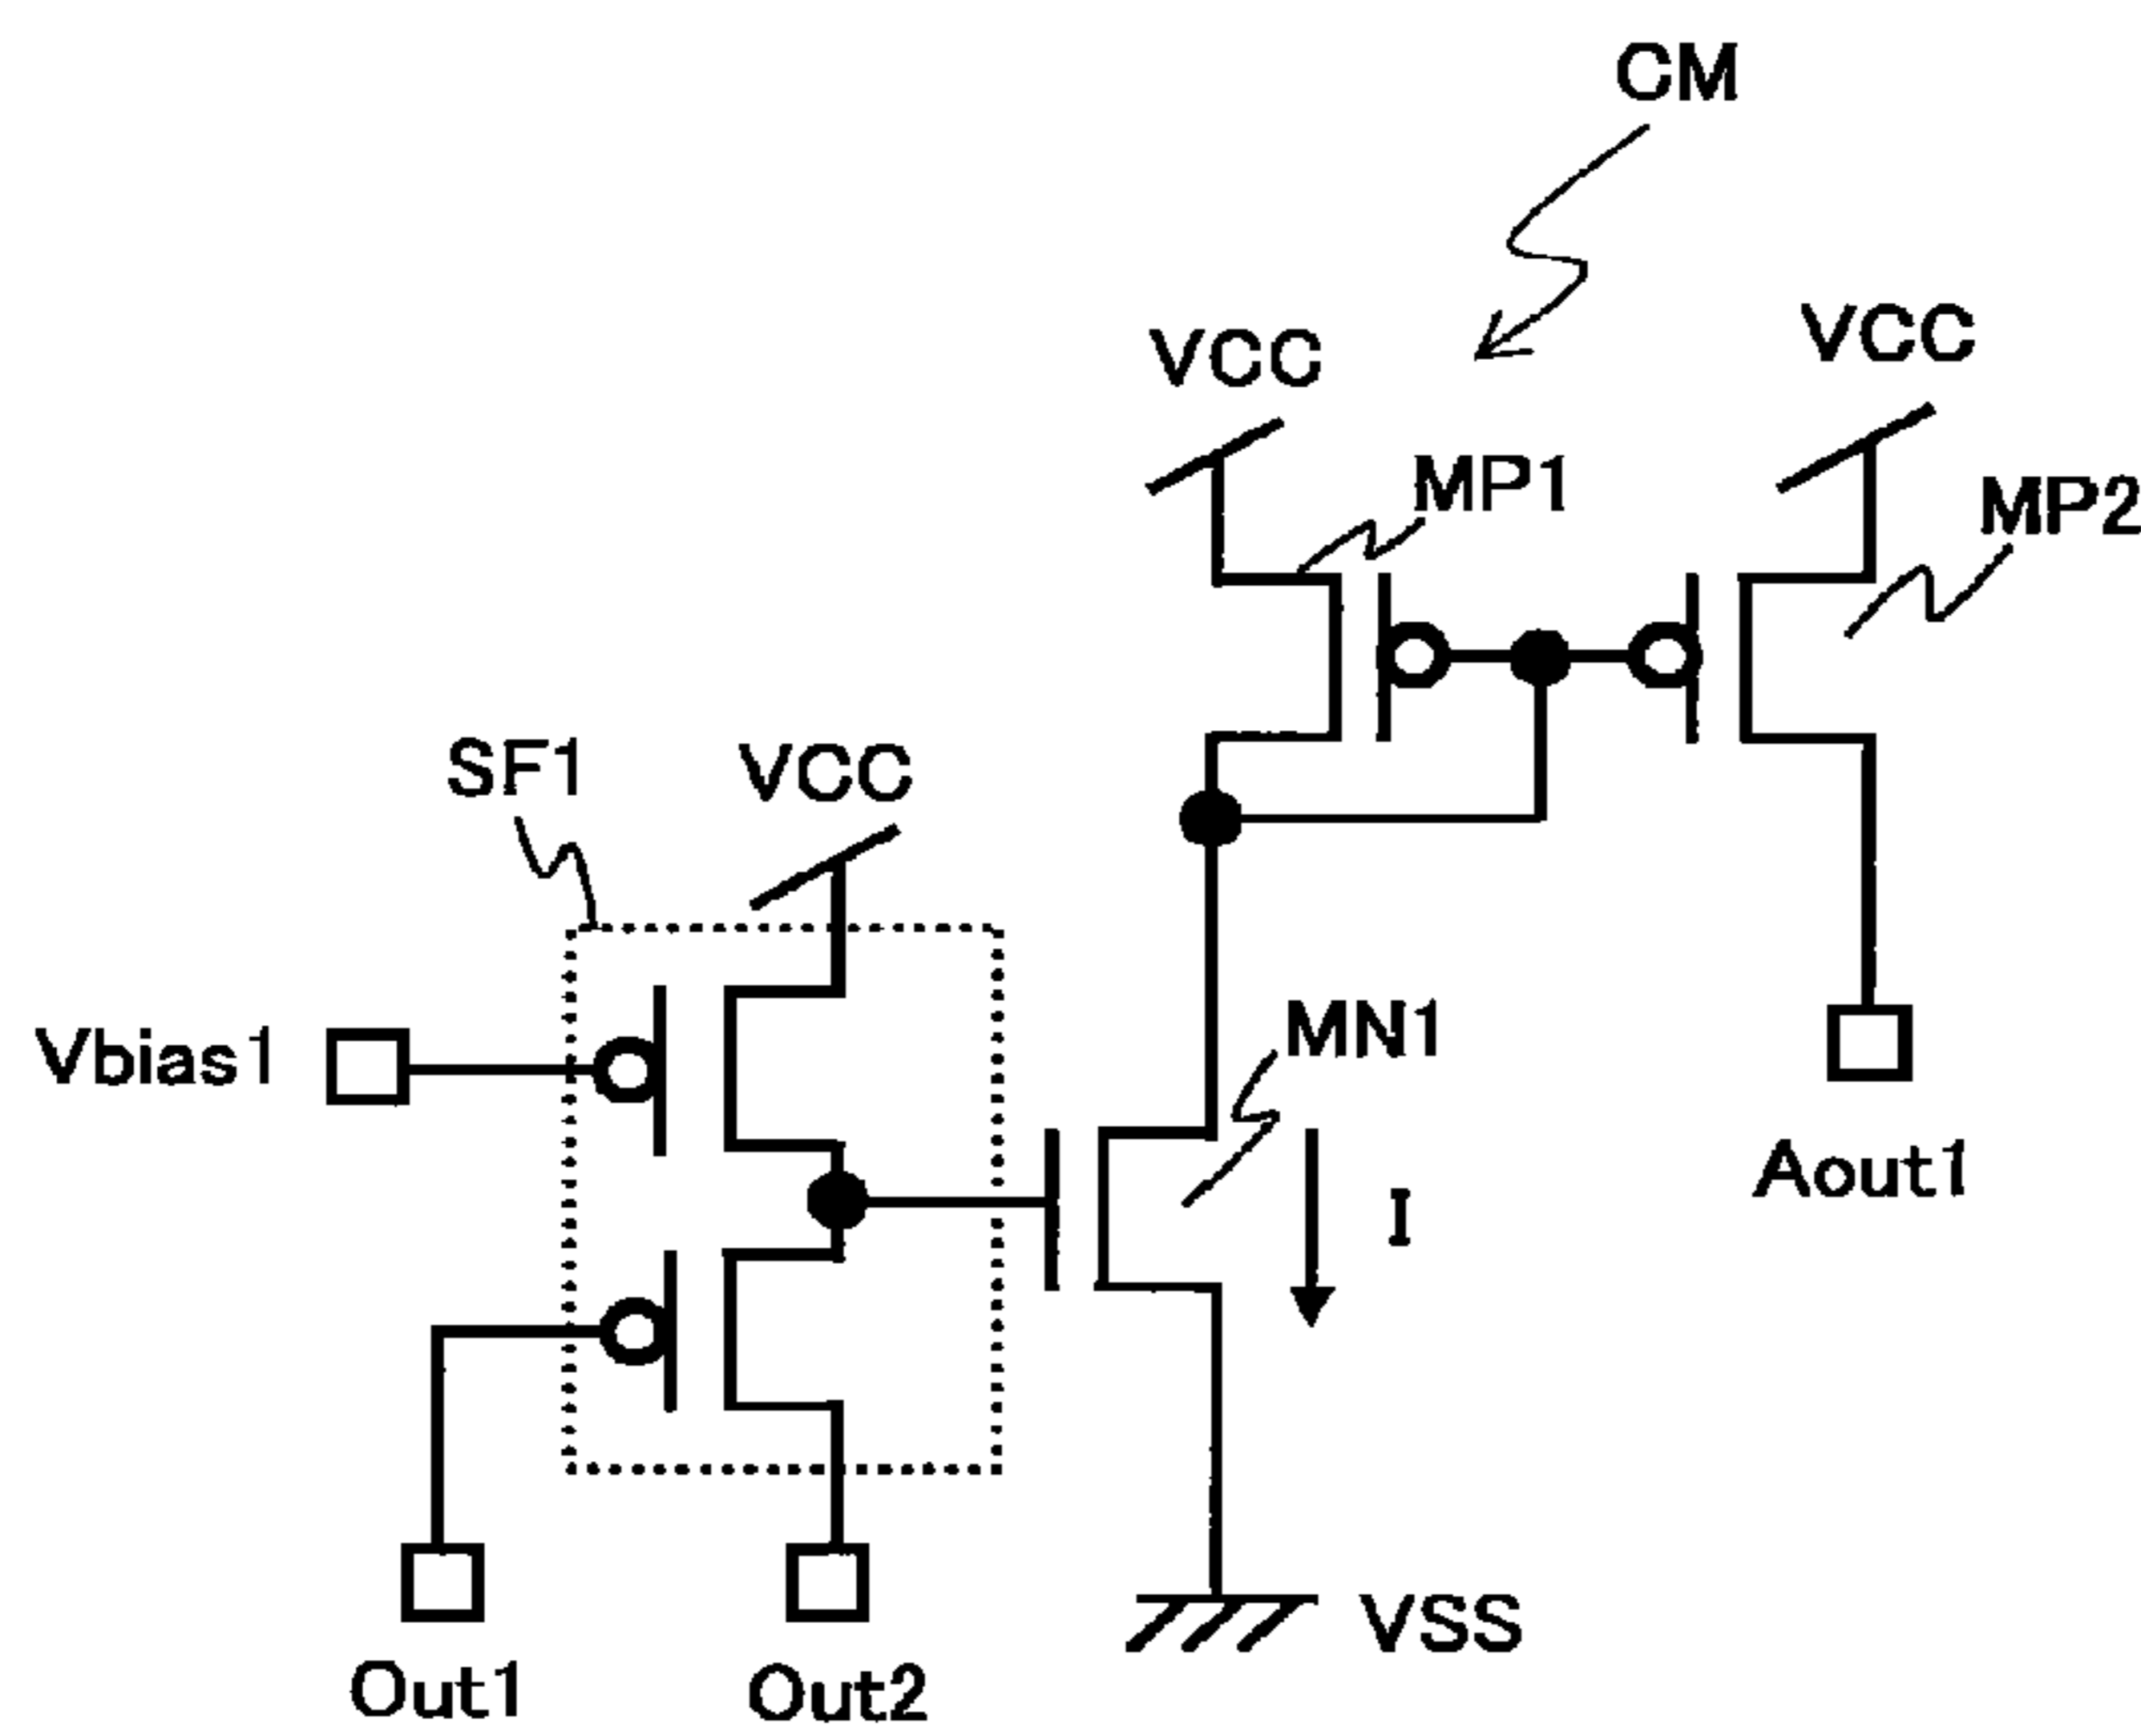 CM
VCC
VCC
MP1
MP2
SF1
VCC
Vbias1
MN1
I
Aout1
VSS
Out1
Out2